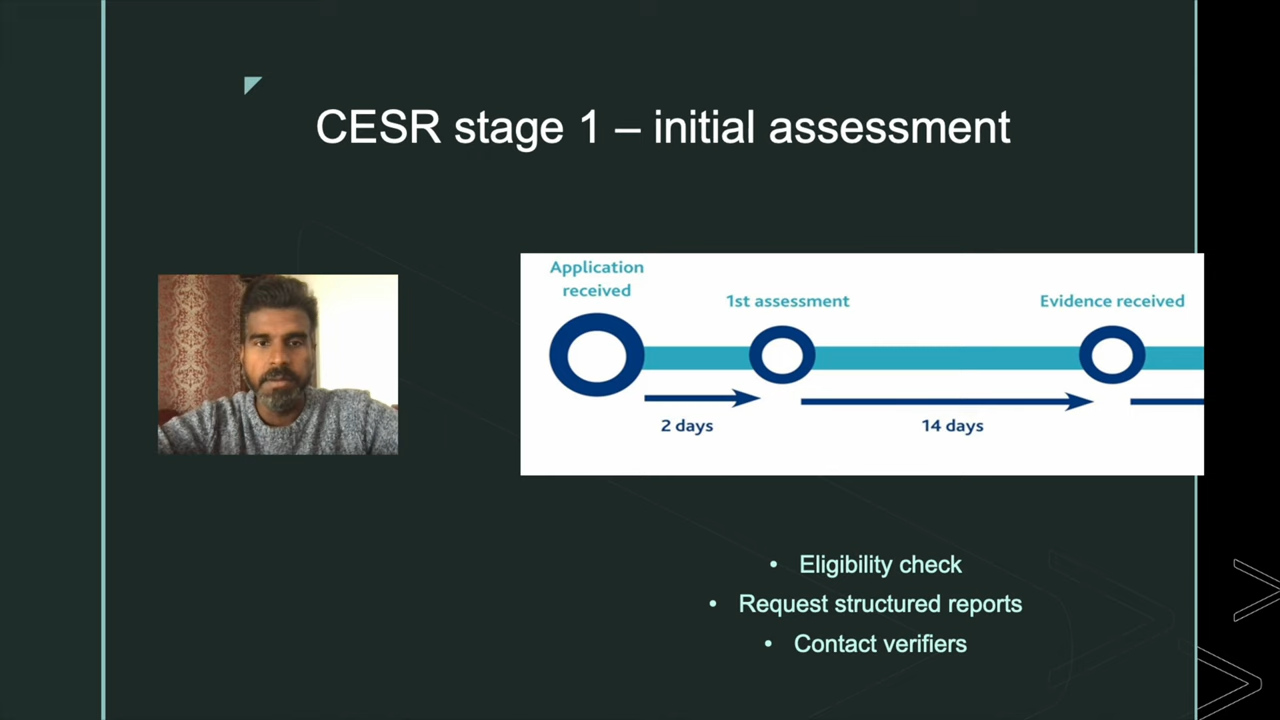 CESR stage 1 – initial assessment
Application
received
1st assessment
Evidence received
2 days
14 days
• Eligibility check
• Request structured reports
• Contact verifiers